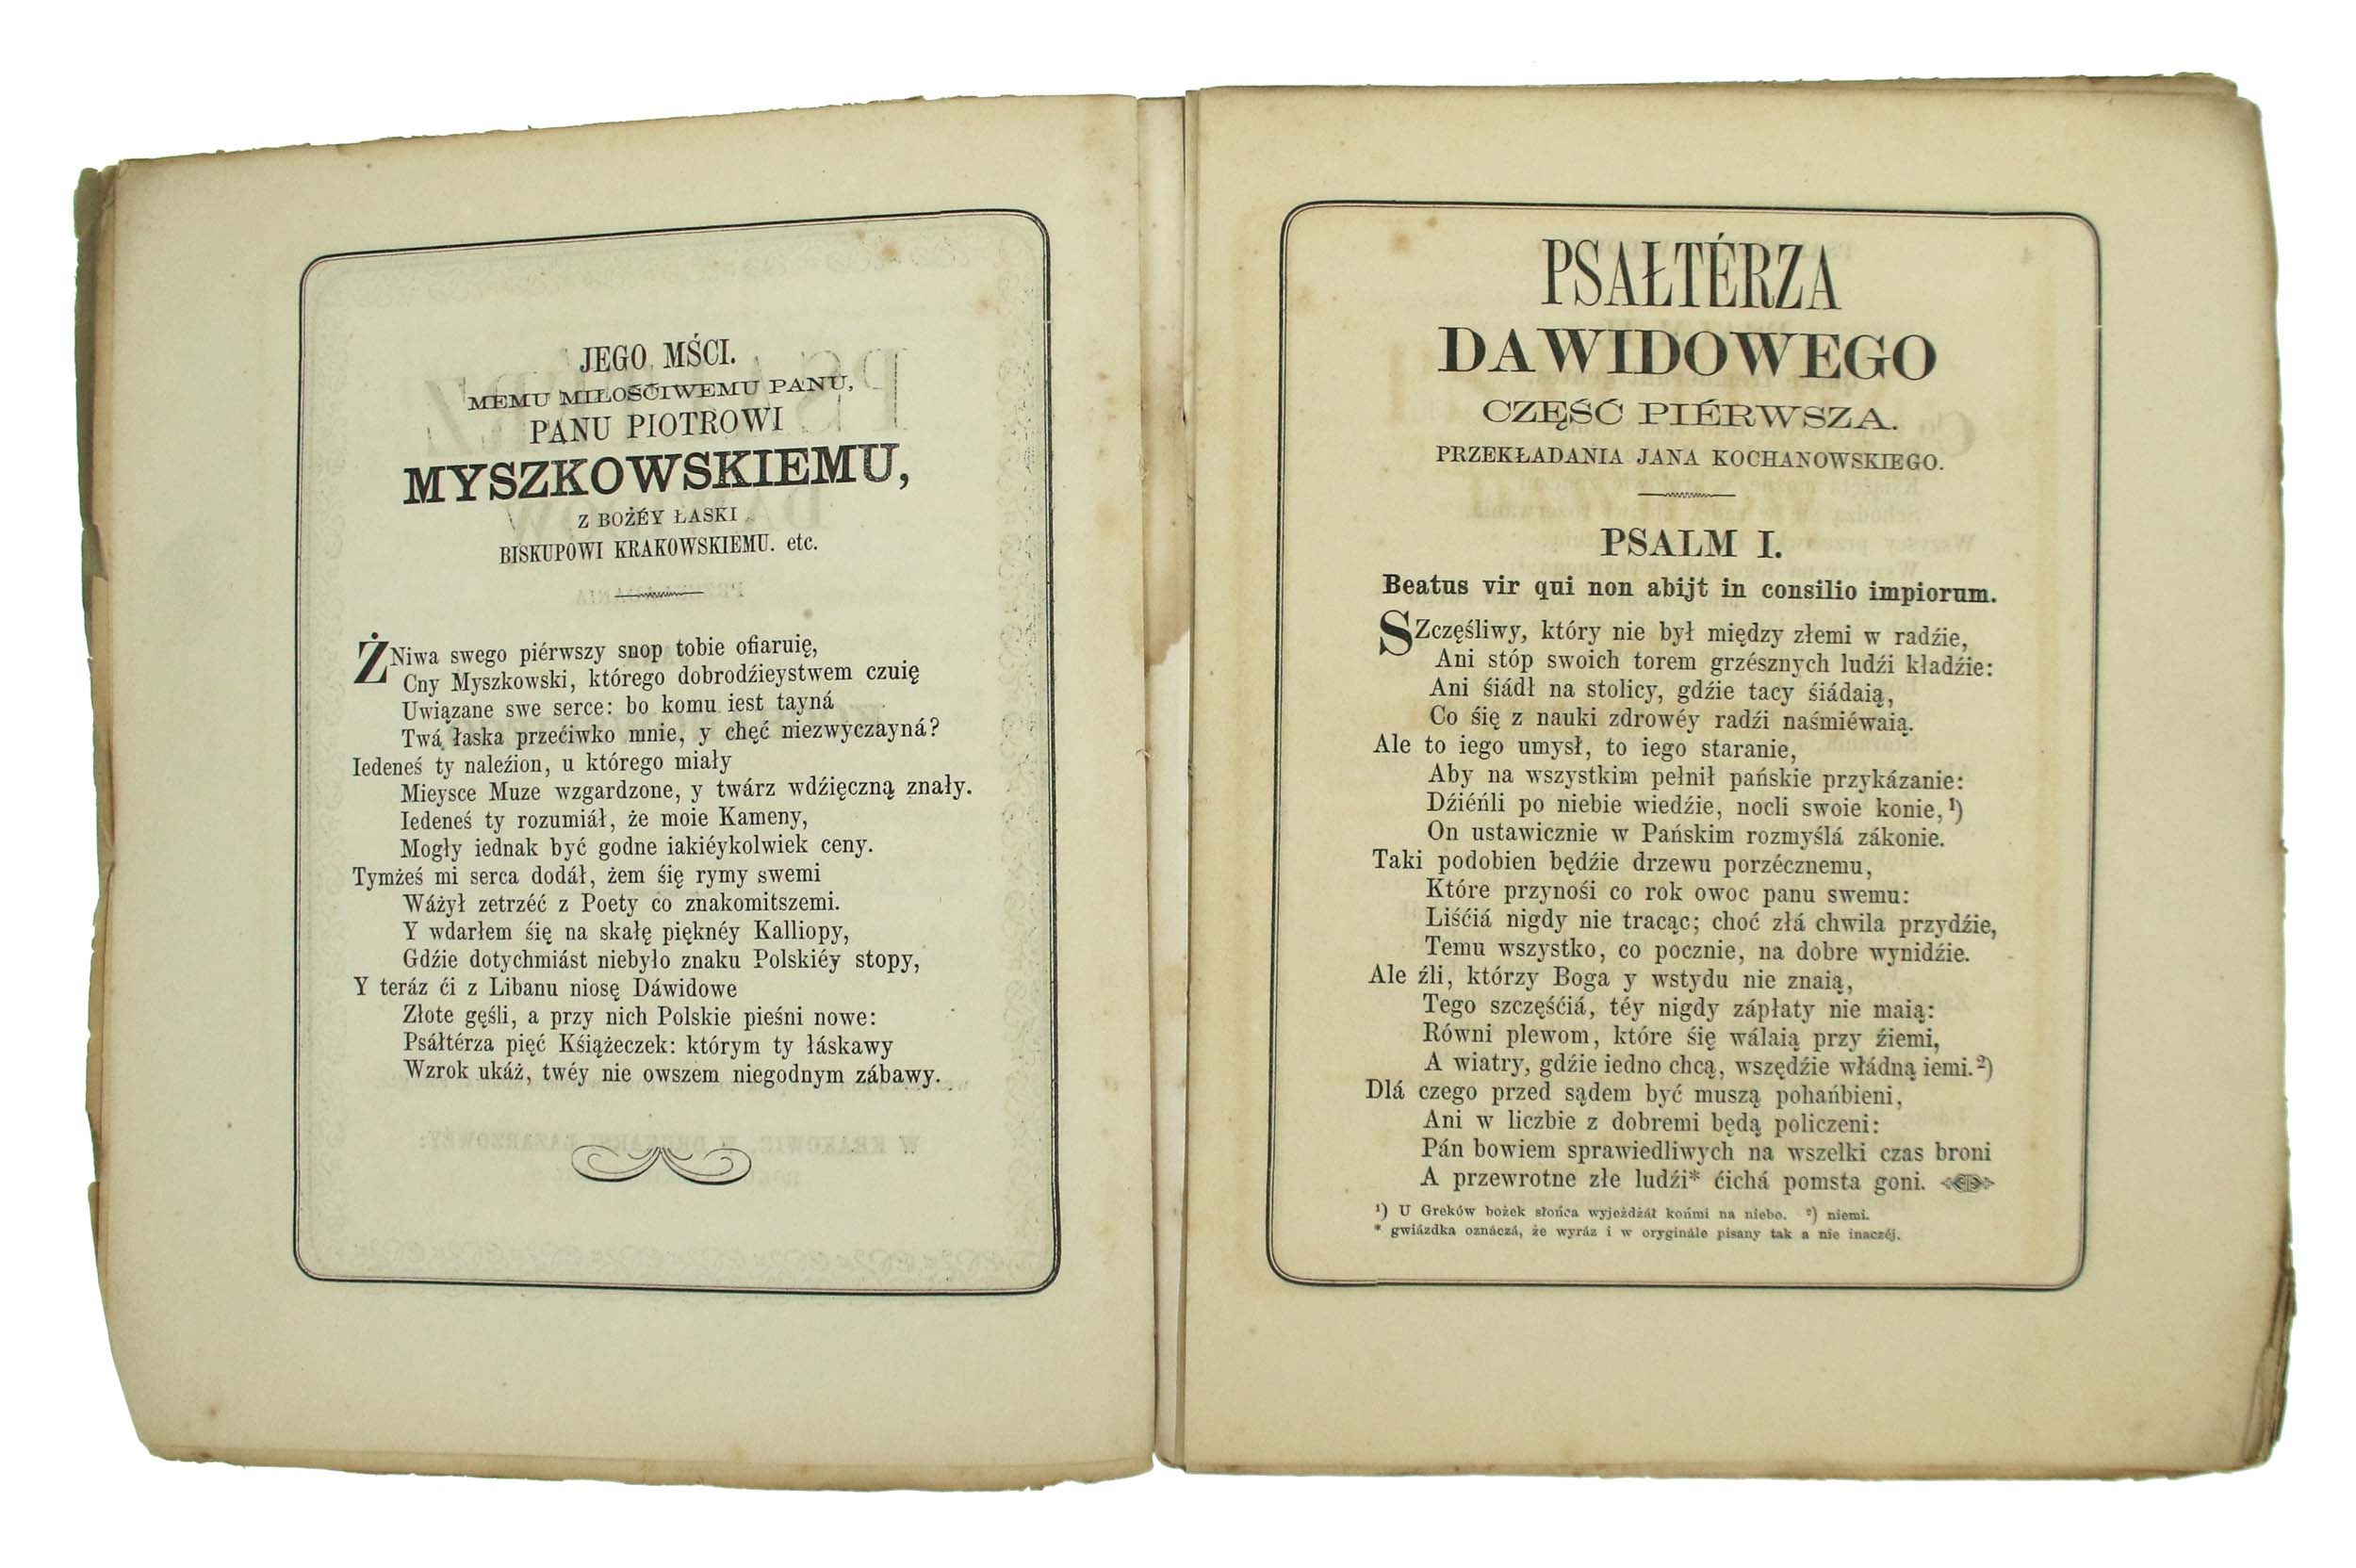 JEGO MŚCI.
MEMU MIŁOŚĆIWEMU PANU,
PANU PIOTROWI
MYSZKOWSKIEMU,
Z BOŻÉY ŁASKI
BISKUPOWI KRAKOWSKIEMU. etc.
ŻNiwa swego piérwszy snop tobie ofiaruię,
Cny Myszkowski, którego dobrodźieystwem czuię
Uwiązane swe serce: bo komu iest tayná
Twá łaska przećiwko mnie, y chęć niezwyczayná?
Iedeneś ty naleźion, u którego miały
Mieysce Muze wzgardzone, y twárz wdźięczną znały.
Iedeneś ty rozumiáł, że moie Kameny,
Mogły iednak być godne iakiéykolwiek ceny.
Tymżeś mi serca dodáł, żem śię rymy swemi
Wáżył zetrzéć z Poety co znakomitszemi.
Y wdarłem śię na skałę pięknéy Kalliopy,
Gdźie dotychmiást niebyło znaku Polskiéy stopy,
Y teráz ći z Libanu niosę Dáwidowe
Złote gęśli, a przy nich Polskie pieśni nowe:
Psáłtérza pięć Kśiążeczek: którym ty łáskawy
Wzrok ukáż, twéy nie owszem niegodnym zábawy.
PSAŁTÉRZA
DAWIDOWEGO
CZĘŚĆ PIÉRWSZA.
PRZEKŁADANIA JANA KOCHANOWSKIEGO.
PSALM I.
Beatus vir qui non abijt in consilio impiorum.
SZczęśliwy, który nie był między złemi w radźie,
Ani stóp swoich torem grzésznych ludźi kładźie:
Ani śiádł na stolicy, gdźie tacy śiádaią,
Co śię z nauki zdrowéy radźi naśmiéwaią.
Ale to iego umysł, to iego staranie,
Aby na wszystkim pełnił pańskie przykázanie:
Dźiéńli po niebie wiedźie, nocli swoie konie,¹)
On ustawicznie w Pańskim rozmyślá zákonie.
Taki podobien będźie drzewu porzécznemu,
Które przynośi co rok owoc panu swemu:
Liśćiá nigdy nie tracąc; choć złá chwila przydźie,
Temu wszystko, co pocznie, na dobre wynidźie.
Ale źli, którzy Boga y wstydu nie znaią,
Tego szczęśćiá, téy nigdy zápłaty nie maią:
Równi plewom, które śię wálaią przy źiemi,
A wiatry, gdźie iedno chcą, wszędźie włádną iemi.²)
Dlá czego przed sądem być muszą pohańbieni,
Ani w liczbie z dobremi będą policzeni:
Pán bowiem sprawiedliwych na wszelki czas broni
A przewrotne złe ludźi* ćichá pomsta goni.
¹) U Greków bożek słońca wyjeżdżáł końmi na niebo. ²) niemi.
* gwiázdka oznáczá, że wyráz i w oryginále pisany tak a nie inaczéj.